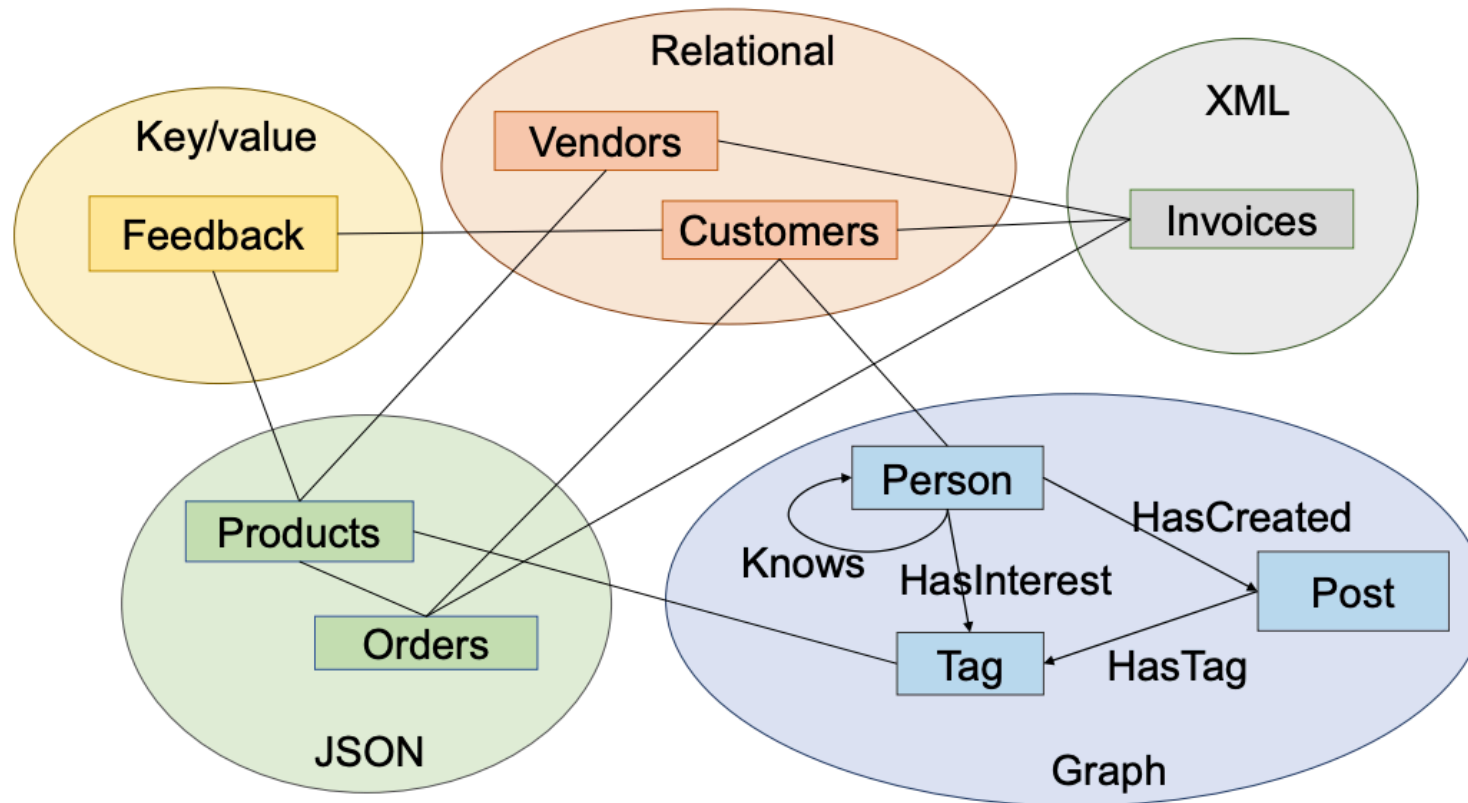 Relational
XML
Key/value
Vendors
Customers
Invoices
Feedback
Person
HasCreated
Knows
HasInterest
Post
Products
Orders
Tag
HasTag
JSON
Graph